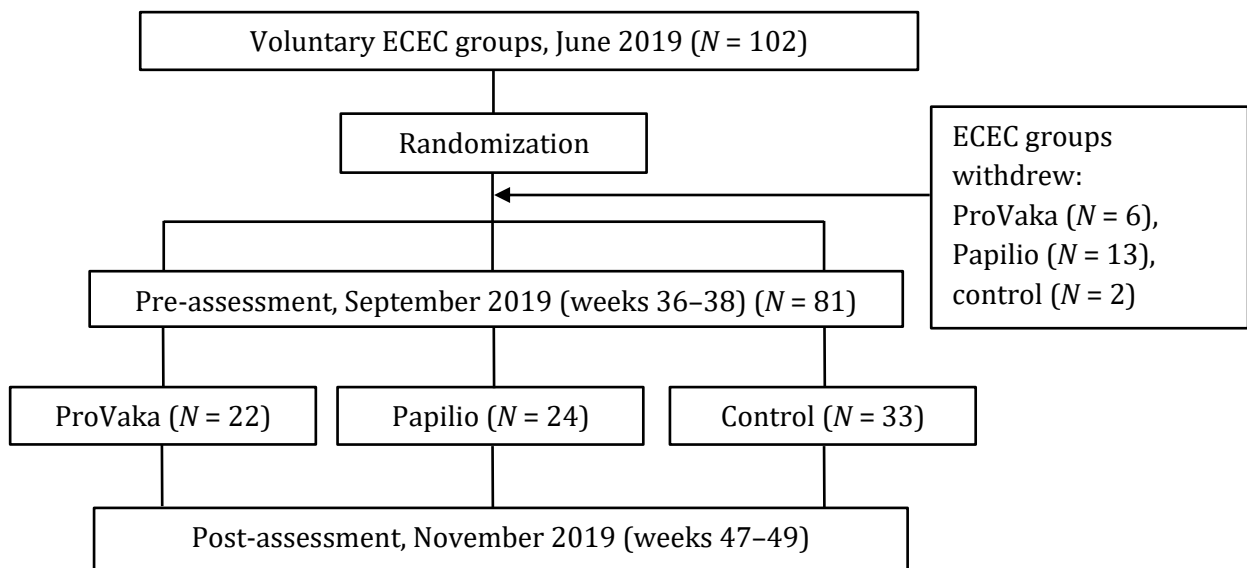 Voluntary ECEC groups, June 2019 (N = 102)
Randomization
ECEC groups
withdrew:
ProVaka (N = 6),
Papilio (N = 13),
control (N = 2)
Pre-assessment, September 2019 (weeks 36–38) (N = 81)
ProVaka (N = 22)
Papilio (N = 24)
Control (N = 33)
Post-assessment, November 2019 (weeks 47–49)